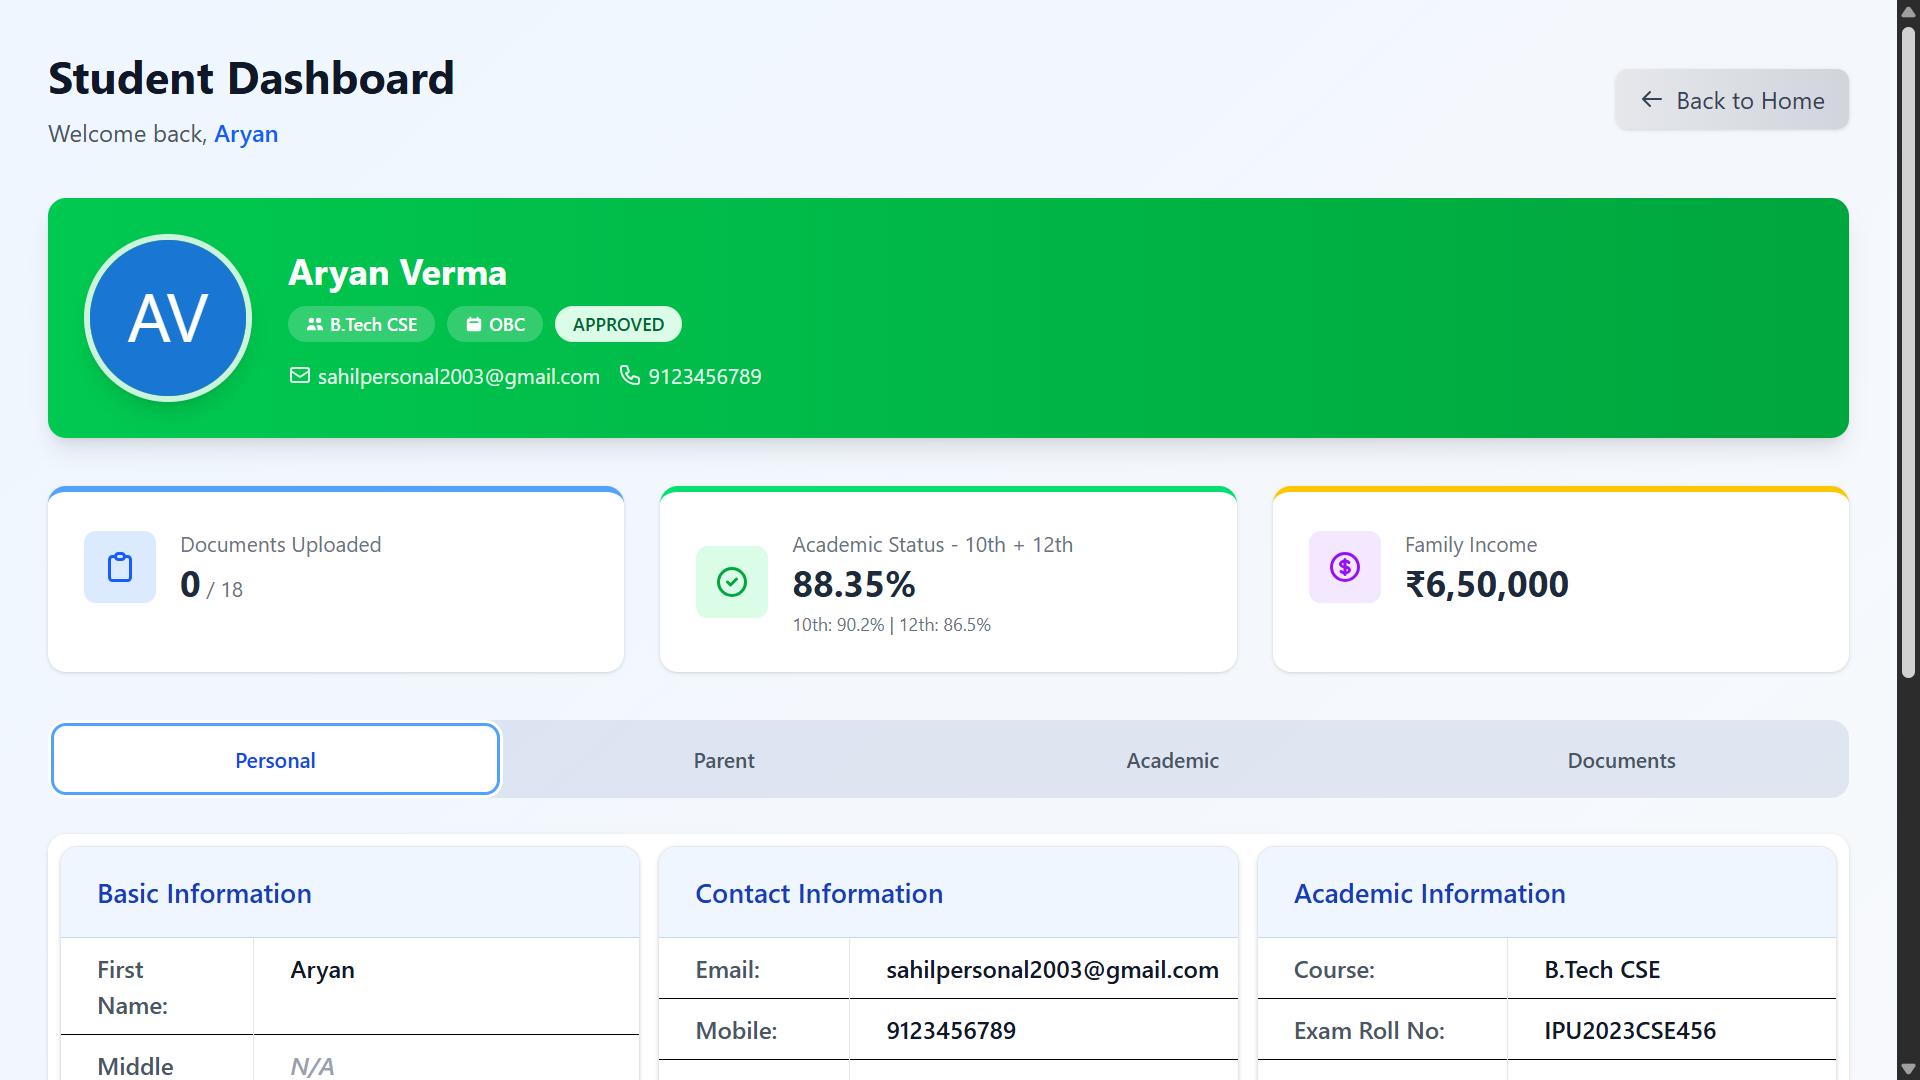 Student Dashboard
Welcome back, Aryan
← Back to Home
AV
Aryan Verma
B.Tech CSE
OBC
APPROVED
sahilpersonal2003@gmail.com
9123456789
Documents Uploaded
0 / 18
Academic Status - 10th + 12th
88.35%
10th: 90.2% | 12th: 86.5%
$
Family Income
₹6,50,000
Personal
Parent
Academic
Documents
Basic Information
First Name:
Aryan
Middle
N/A
Contact Information
Email:
sahilpersonal2003@gmail.com
Mobile:
9123456789
Academic Information
Course:
B.Tech CSE
Exam Roll No:
IPU2023CSE456